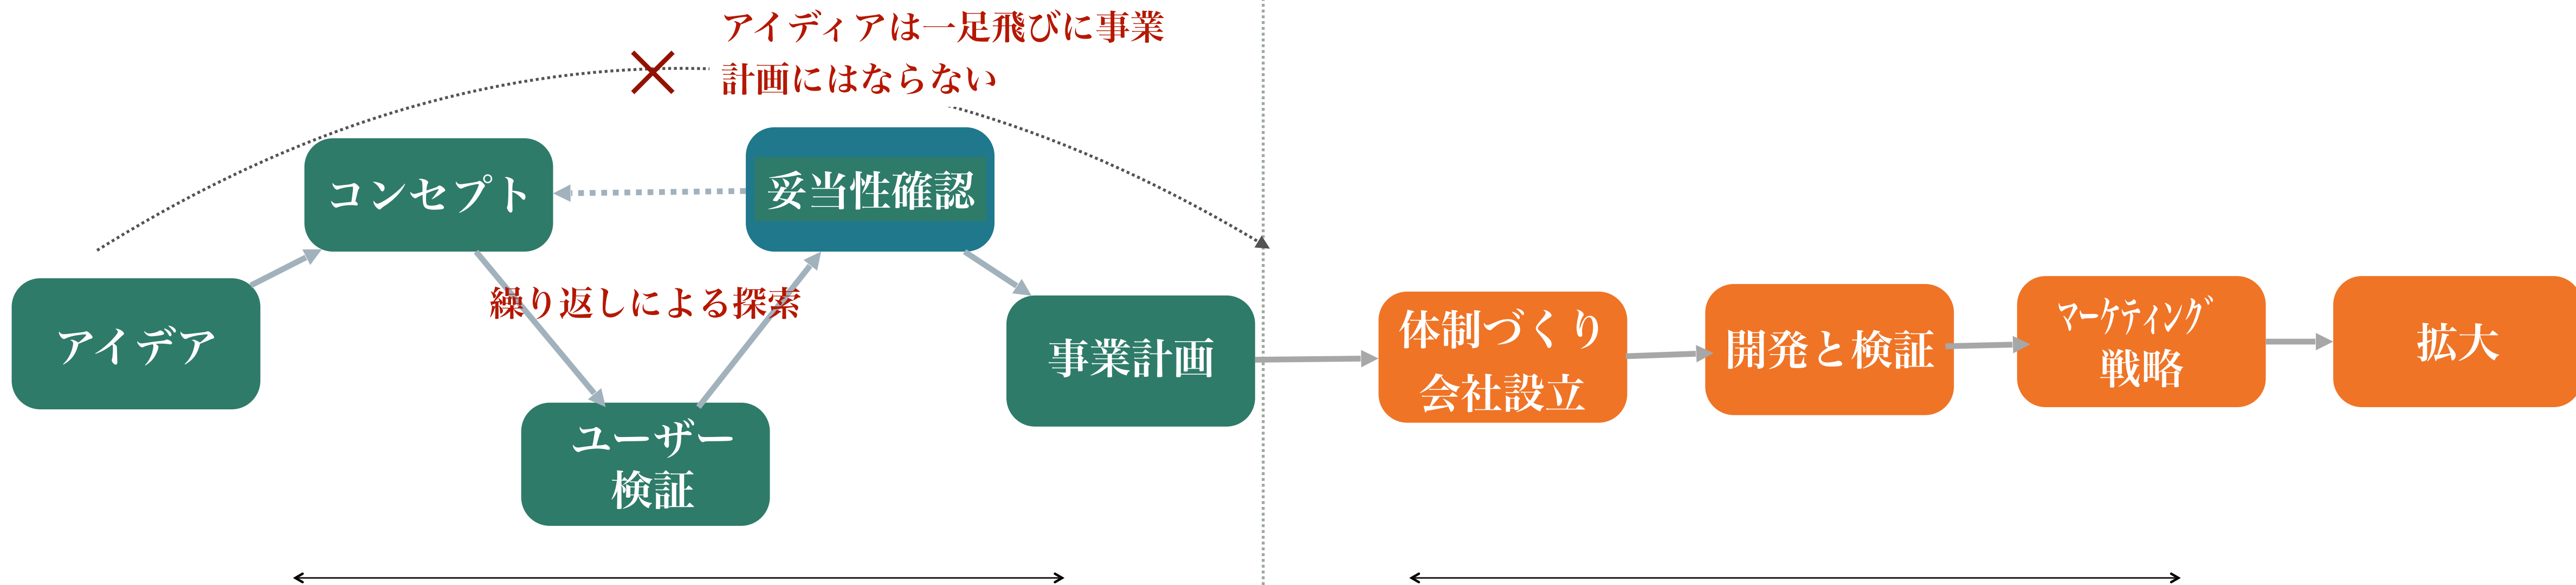 アイディアは一足飛びに事業
計画にはならない
コンセプト
妥当性確認
繰り返しによる探索
アイデア
ユーザー
検証
事業計画
体制づくり
会社設立
開発と検証
マーケティング
戦略
拡大